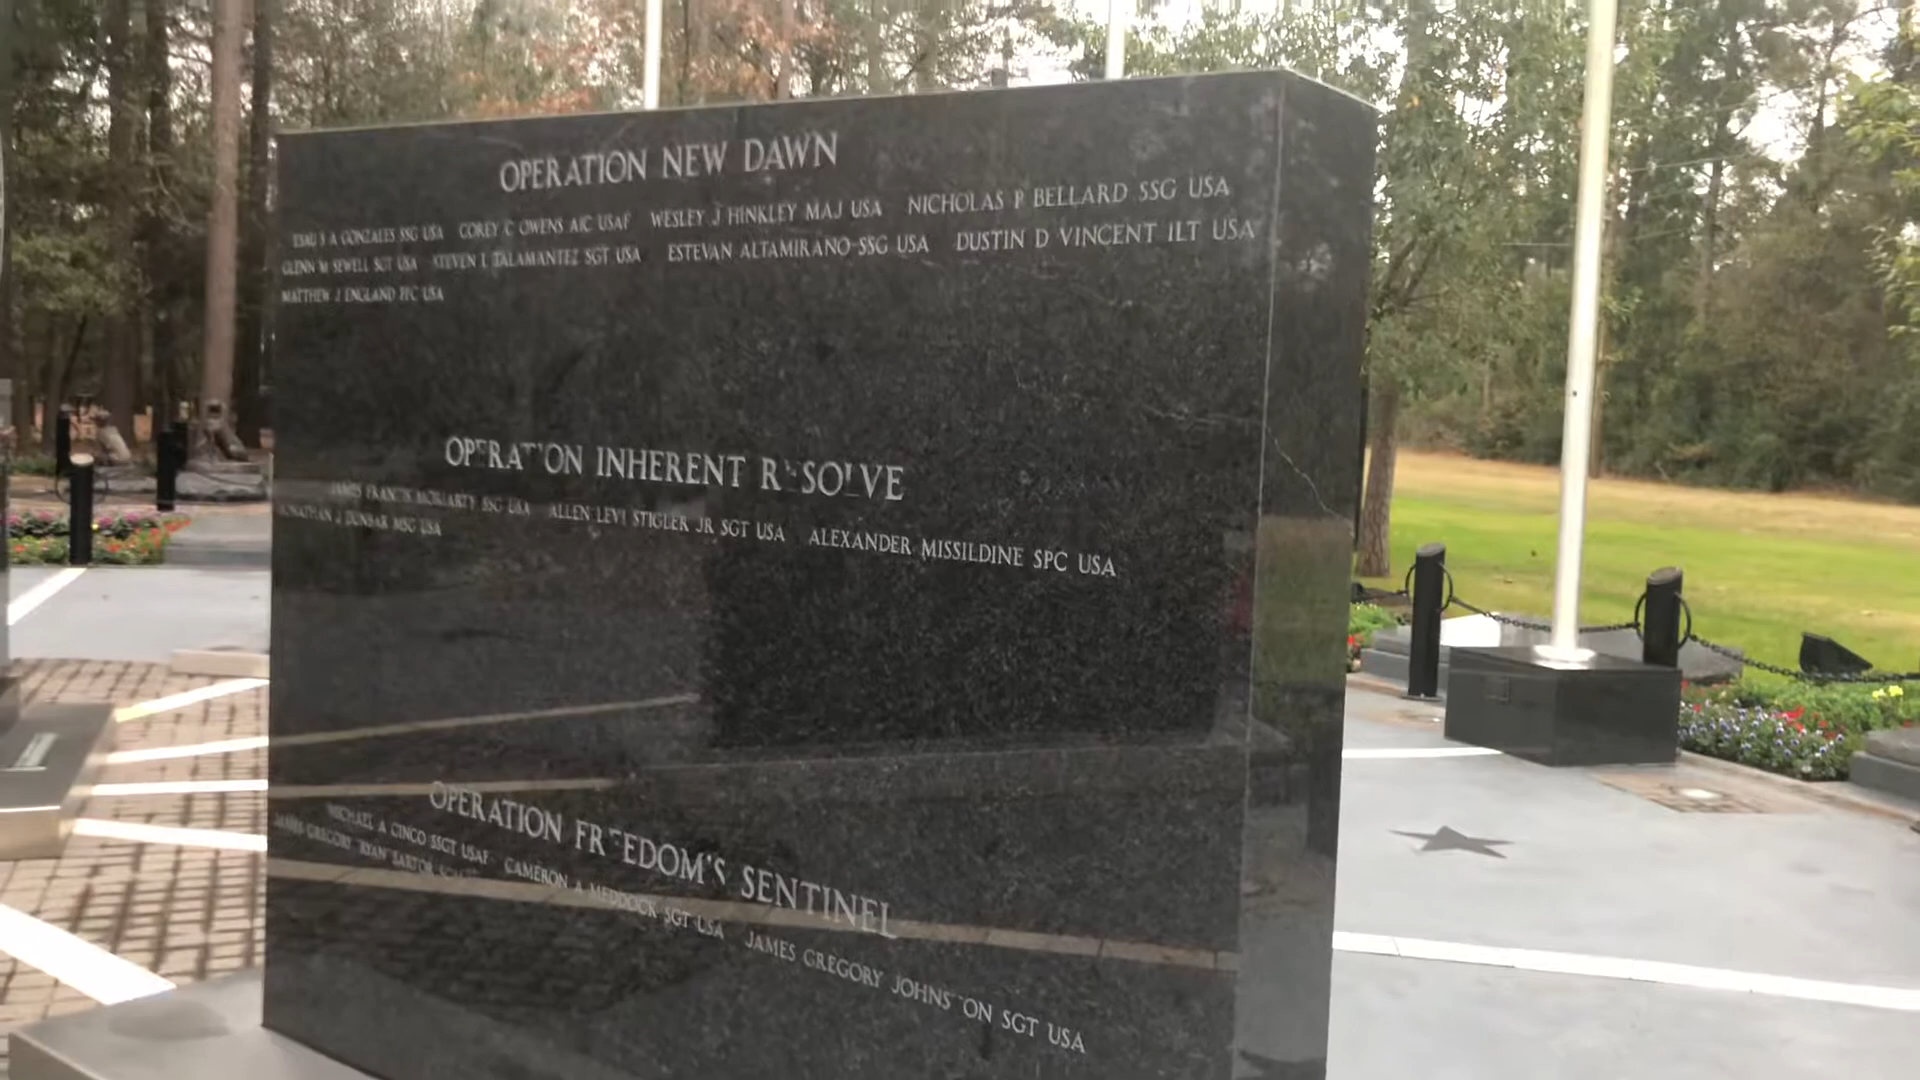 OPERATION NEW DAWN
ESAU S A GONZALES SSG USA COREY C OWENS A1C USAF WESLEY J HINKLEY MAJ USA NICHOLAS P BELLARD SSG USA
GLENN M SEWELL SGT USA STEVEN L TALAMANTEZ SGT USA ESTEVAN ALTAMIRANO SSG USA DUSTIN D VINCENT 1LT USA
MATTHEW J ENGLAND PFC USA
OPERATION INHERENT RESOLVE
JAMES FRANCIS MORIARTY SSG USA ALLEN LEVI STIGLER JR SGT USA ALEXANDER MISSILDINE SPC USA
JONATHAN J DUNBAR MSG USA
OPERATION FREEDOM'S SENTINEL
MICHAEL A CINCO SSGT USAF CAMERON A MEDDOCK SGT USA JAMES GREGORY JOHNSTON SGT USA
JAMES GREGORY "RYAN" SARTOR